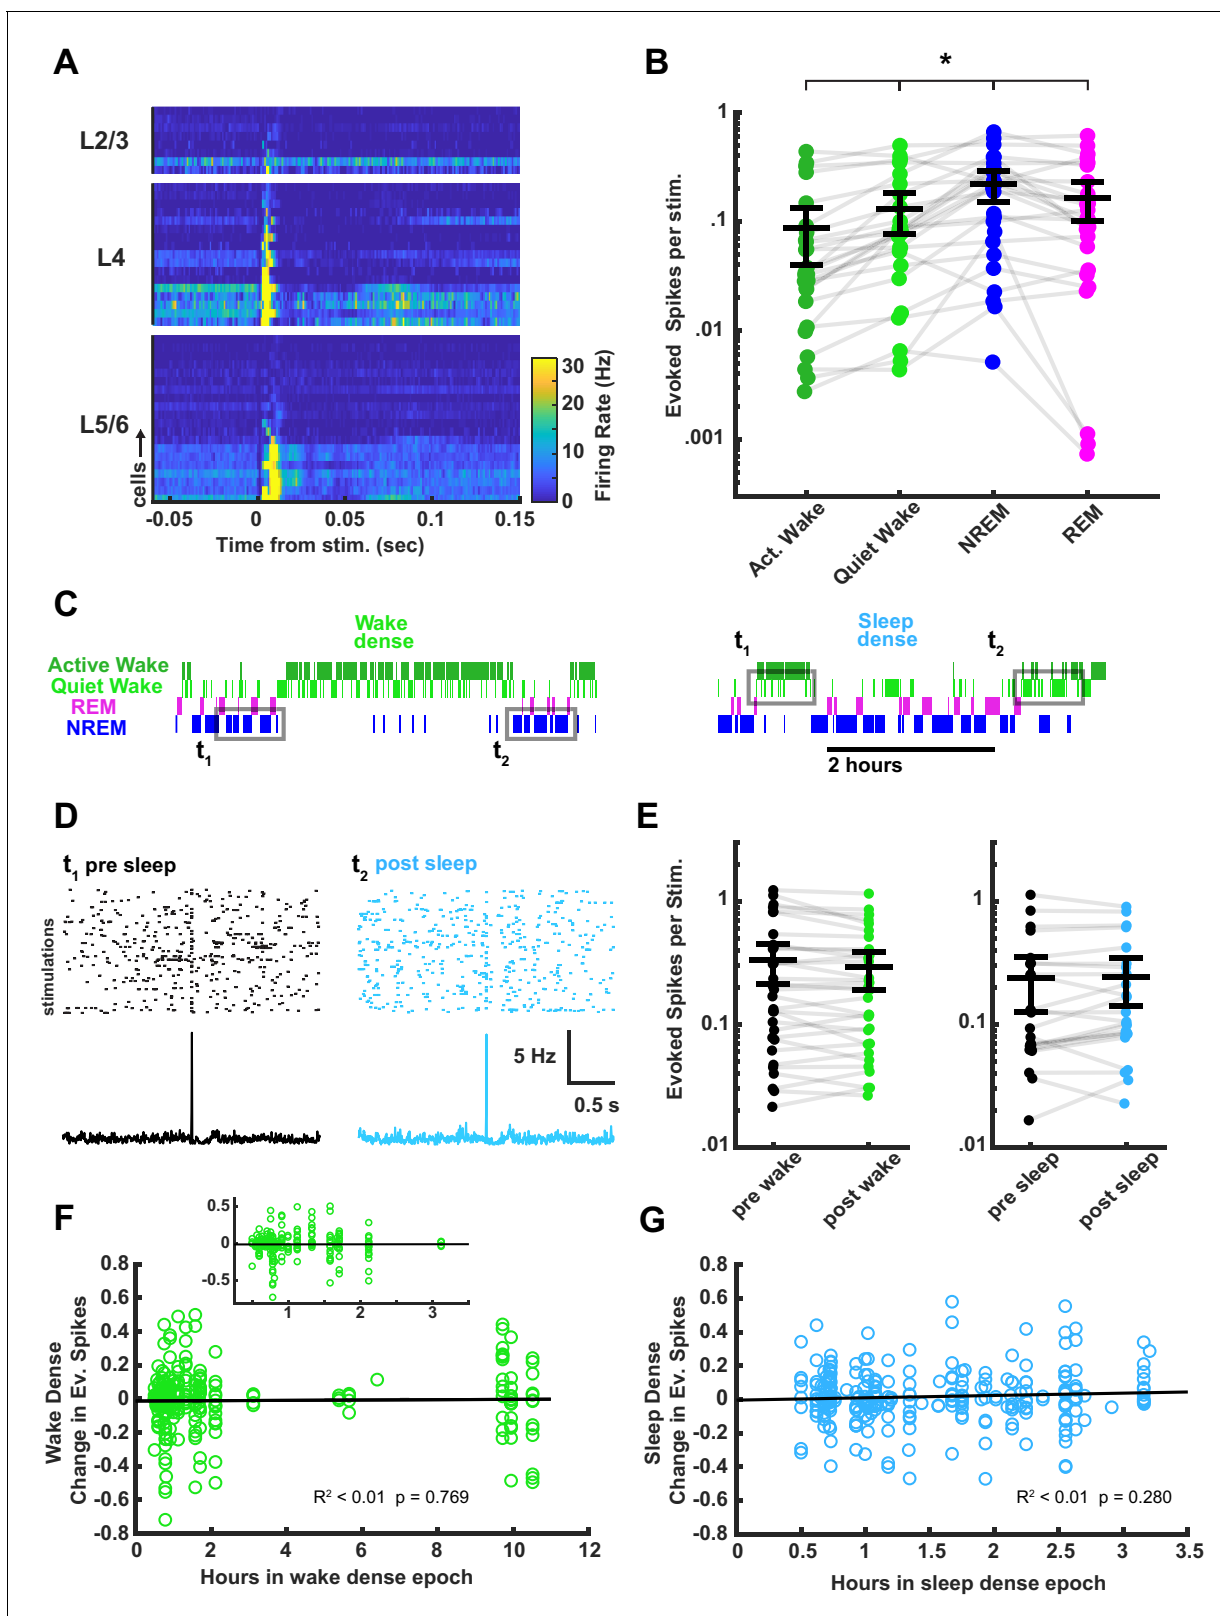 A
L2/3
L4
L5/6
cells
-0.05
0
0.05
0.1
0.15
Time from stim. (sec)
30
20
10
0
Firing Rate (Hz)
B
*
1
.1
.01
.001
Evoked Spikes per stim.
Act. Wake
Quiet Wake
NREM
REM
C
Wake
dense
Active Wake
Quiet Wake
REM
NREM
t1
t2
Sleep
dense
t1
t2
2 hours
D
t1 pre sleep
t2 post sleep
stimulations
5 Hz
0.5 s
E
Evoked Spikes per Stim.
1
0.1
.01
pre wake
post wake
1
0.1
.01
pre sleep
post sleep
F
0.5
0
-0.5
1
2
3
0.8
0.6
0.4
0.2
0
-0.2
-0.4
-0.6
-0.8
Wake Dense
Change in Ev. Spikes
R² < 0.01 p = 0.769
0
2
4
6
8
10
12
Hours in wake dense epoch
G
0.8
0.6
0.4
0.2
0
-0.2
-0.4
-0.6
-0.8
Sleep Dense
Change in Ev. Spikes
R² < 0.01 p = 0.280
0
0.5
1
1.5
2
2.5
3
3.5
Hours in sleep dense epoch